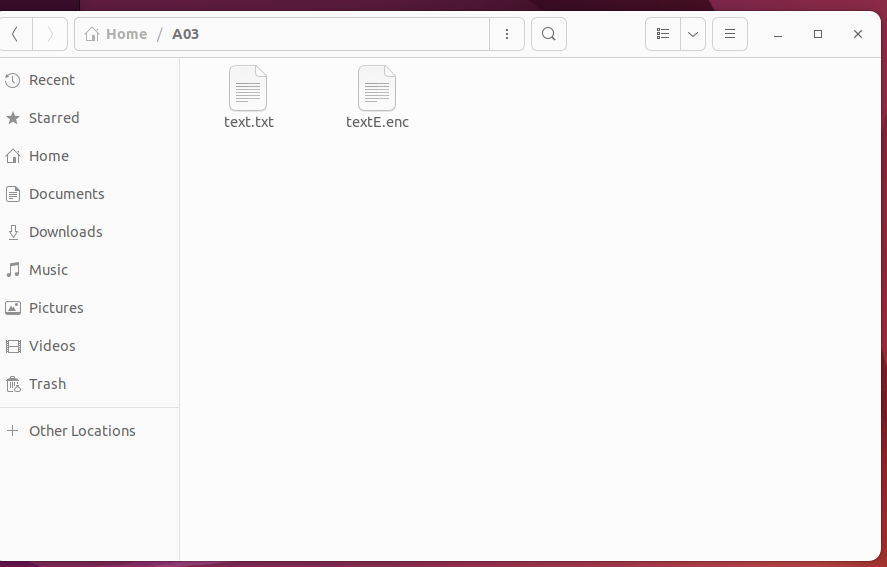 Home / A03
Recent
Starred
Home
Documents
Downloads
Music
Pictures
Videos
Trash
Other Locations
text.txt
textE.enc